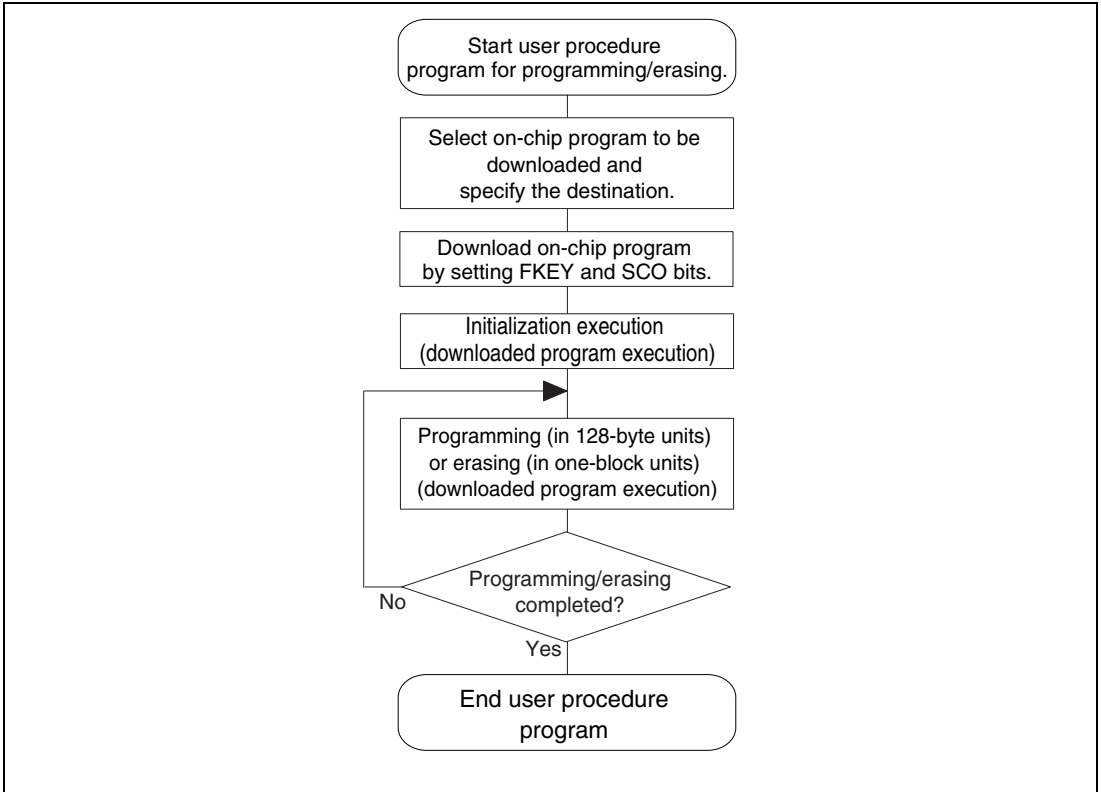 Start user procedure
program for programming/erasing.
Select on-chip program to be
downloaded and
specify the destination.
Download on-chip program
by setting FKEY and SCO bits.
Initialization execution
(downloaded program execution)
Programming (in 128-byte units)
or erasing (in one-block units)
(downloaded program execution)
Programming/erasing
completed?
No
Yes
End user procedure
program